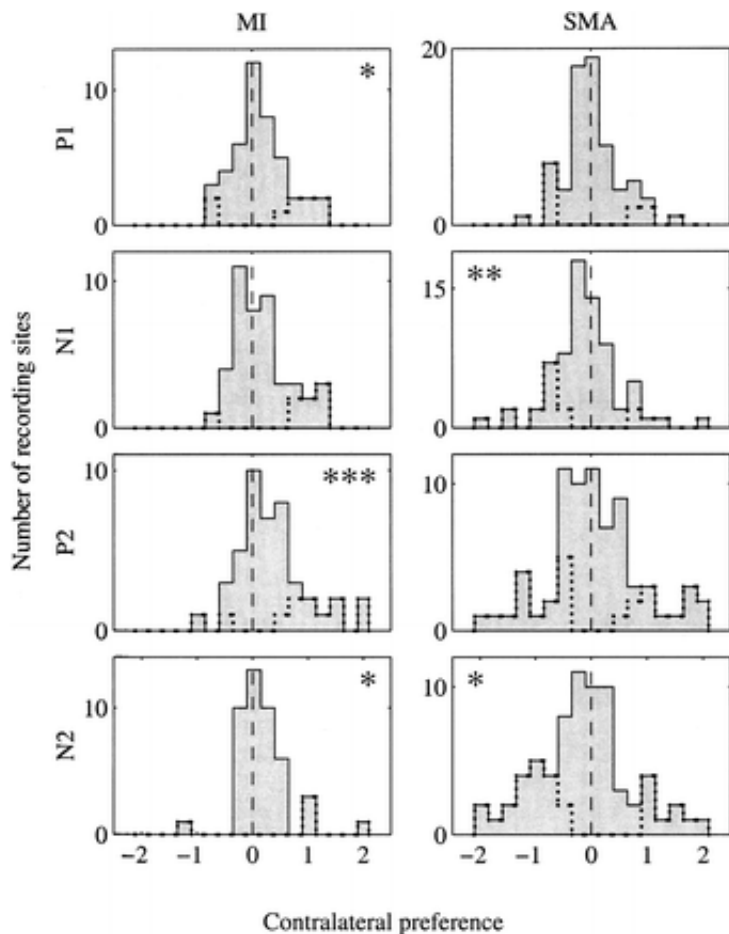 MI SMA
P1 10 0 * 20 0
N1 10 0 ** 15 0
P2 10 0 *** 10 0
N2 10 0 * * 10 0
−2 −1 0 1 2 −2 −1 0 1 2
Number of recording sites
Contralateral preference